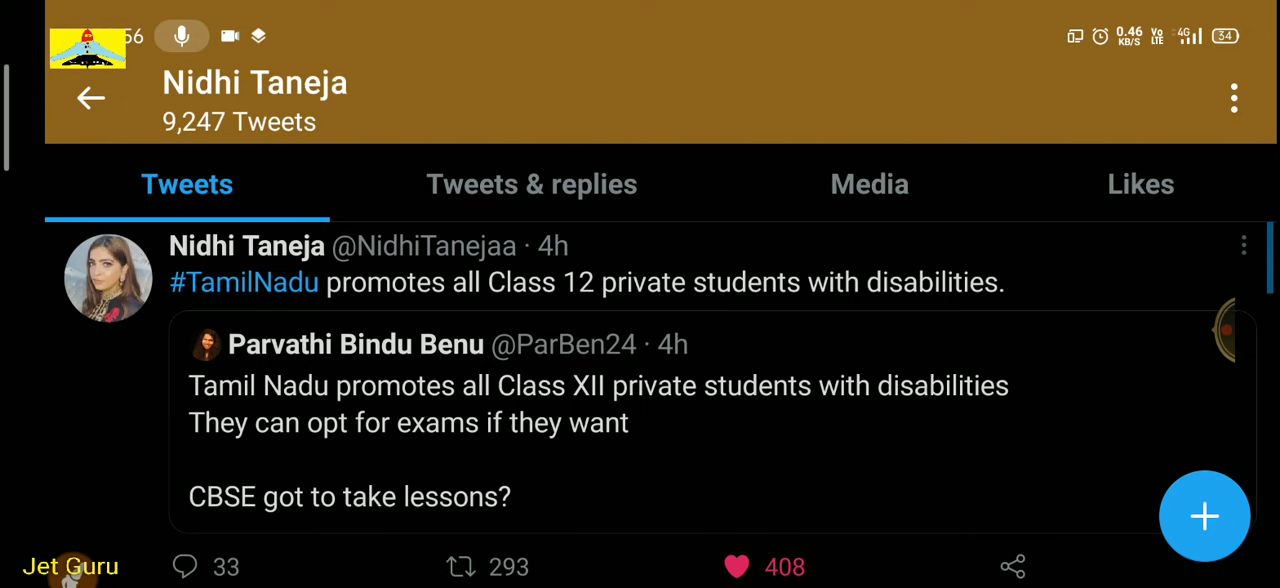 56 0.46 KB/S Vo LTE 4G 34
Nidhi Taneja
9,247 Tweets
Tweets Tweets & replies Media Likes
Nidhi Taneja @NidhiTanejaa · 4h
#TamilNadu promotes all Class 12 private students with disabilities.
Parvathi Bindu Benu @ParBen24 · 4h
Tamil Nadu promotes all Class XII private students with disabilities
They can opt for exams if they want
CBSE got to take lessons?
33 293 408
Jet Guru